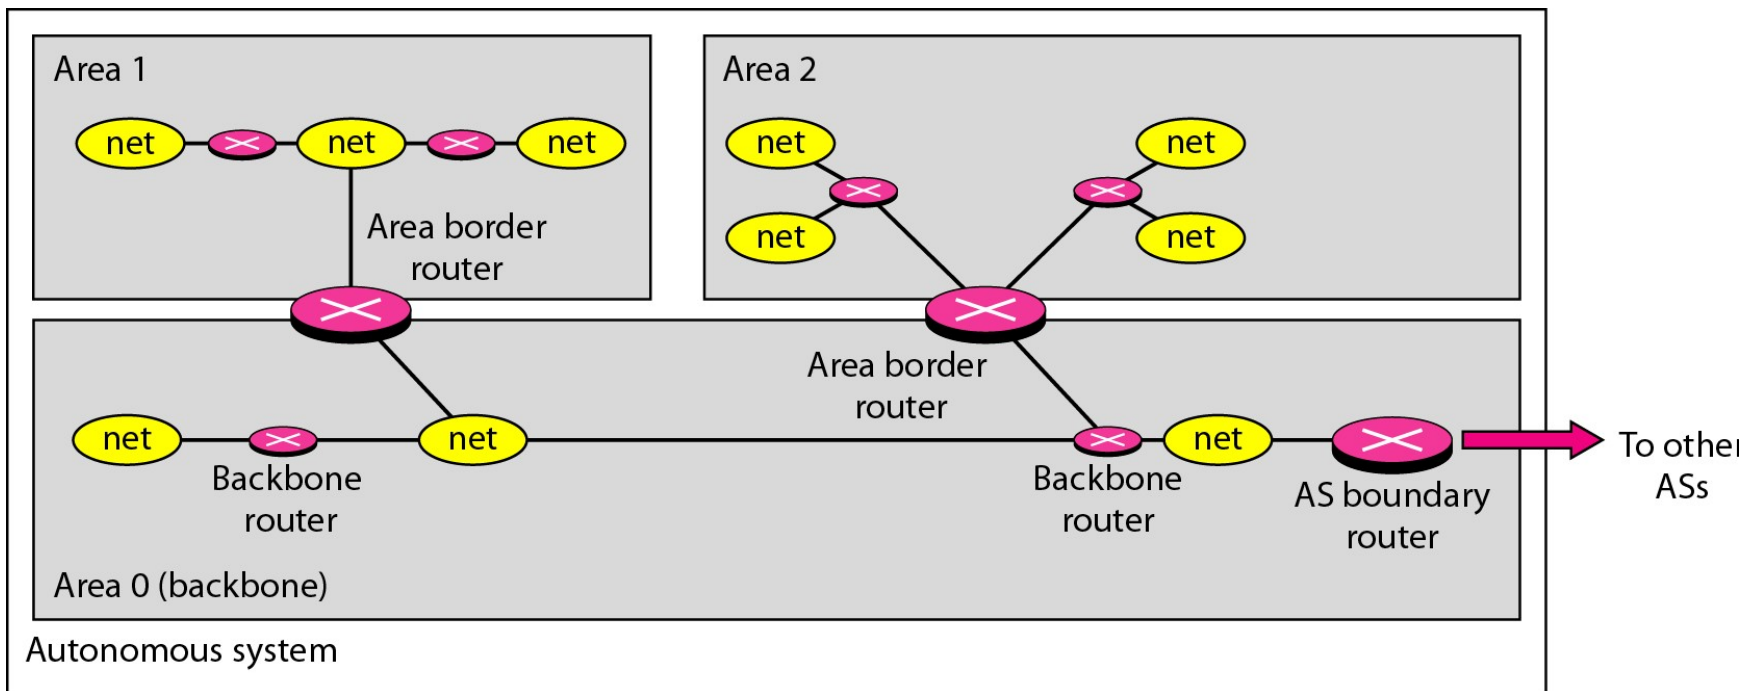 Area 1
Area 2
net
net
net
net
net
net
net
Area border
router
Area border
router
net
net
net
Backbone
router
Backbone
router
AS boundary
router
To other
ASs
Area 0 (backbone)
Autonomous system